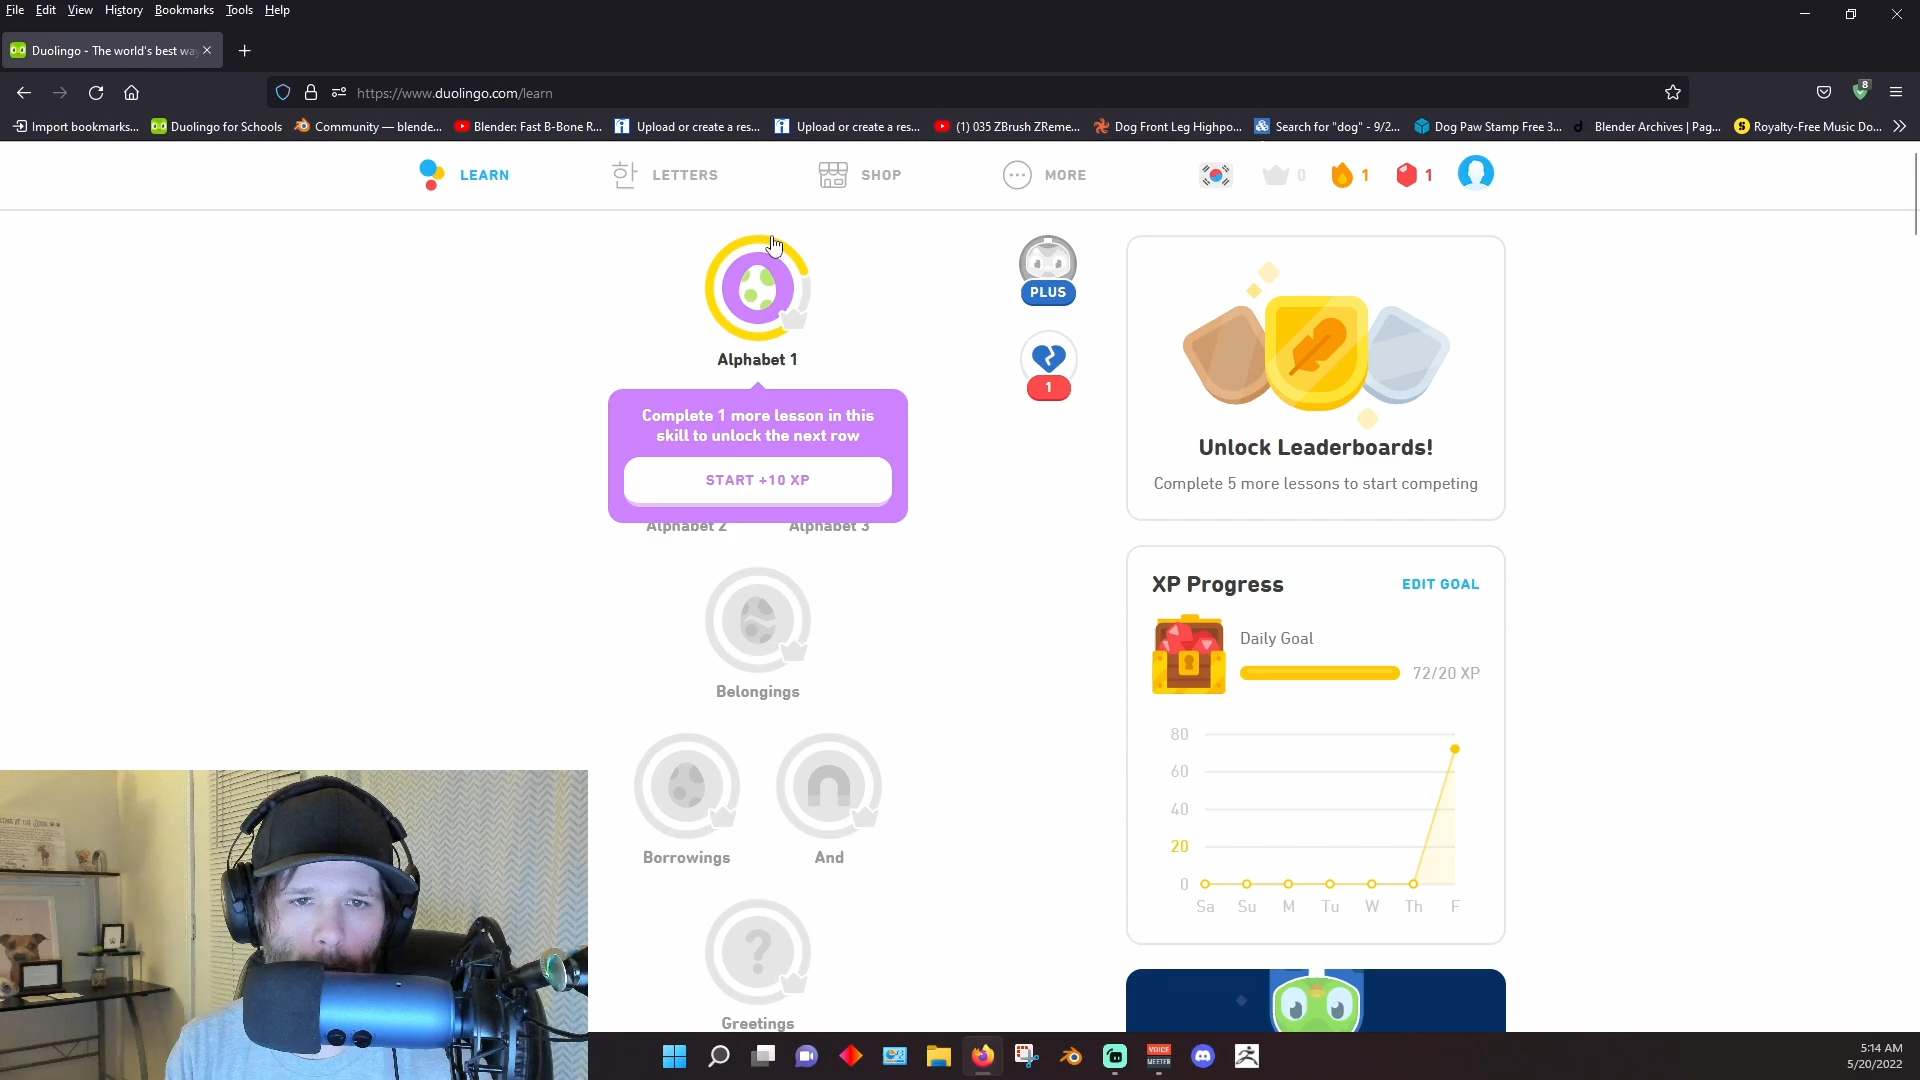 File Edit View History Bookmarks Tools Help
Duolingo - The world's best wa
https://www.duolingo.com/learn
Import bookmarks... Duolingo for Schools Community — blende... Blender: Fast B-Bone R... Upload or create a res... Upload or create a res... (1) 035 ZBrush ZReme... Dog Front Leg Highpo... Search for "dog" - 9/2... Dog Paw Stamp Free 3... Blender Archives | Pag... Royalty-Free Music Do...
8
LEARN 한 LETTERS SHOP MORE 0 1 1
Alphabet 1
Complete 1 more lesson in this
skill to unlock the next row
START +10 XP
Alphabet 2 Alphabet 3
Belongings
Borrowings And
Greetings
PLUS
1
Unlock Leaderboards!
Complete 5 more lessons to start competing
XP Progress EDIT GOAL
Daily Goal
72/20 XP
80
60
40
20
0
Sa Su M Tu W Th F
VOICE
MEETER
5:14 AM
5/20/2022